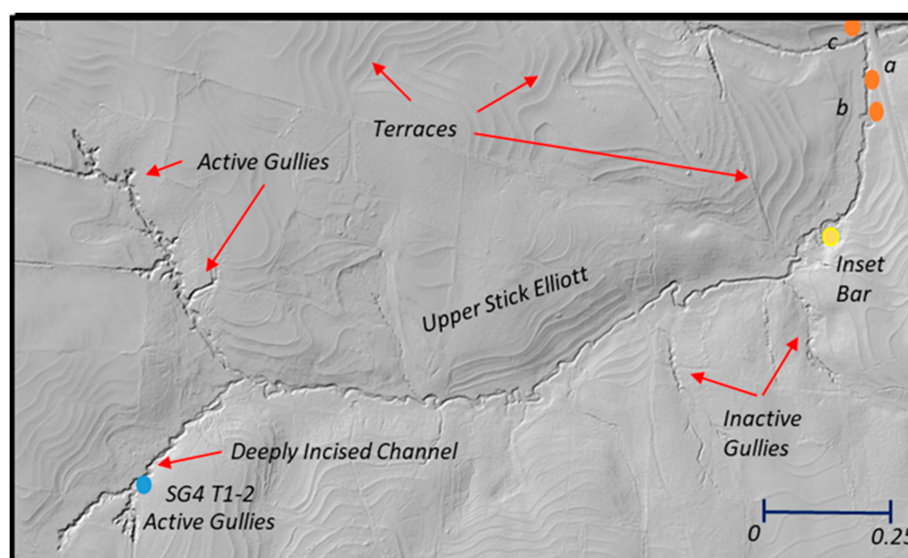 c
a
b
Terraces
Active Gullies
Inset
Bar
Upper Stick Elliott
Inactive
Gullies
Deeply Incised Channel
SG4 T1-2
Active Gullies
0
0.25